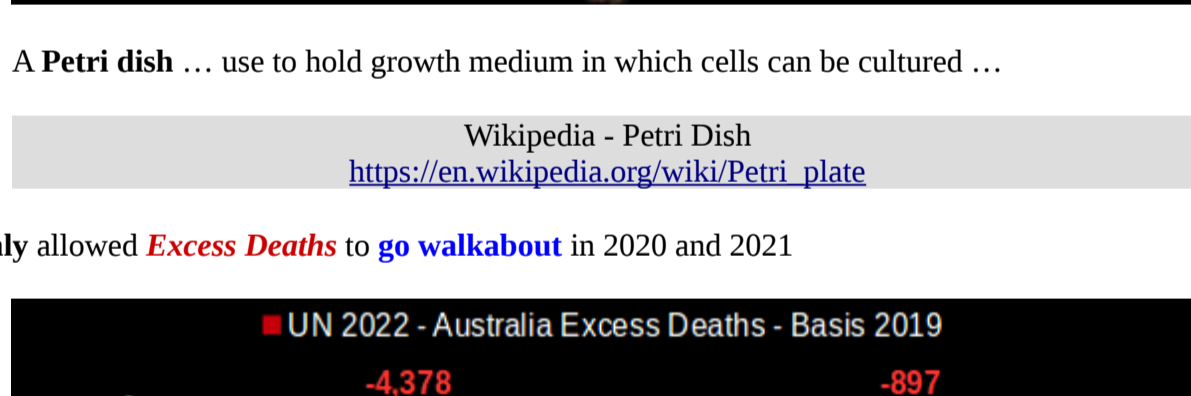 A Petri dish … use to hold growth medium in which cells can be cultured …
Wikipedia - Petri Dish
https://en.wikipedia.org/wiki/Petri_plate
allowed Excess Deaths to go walkabout in 2020 and 2021
UN 2022 - Australia Excess Deaths - Basis 2019
-4,378 -897